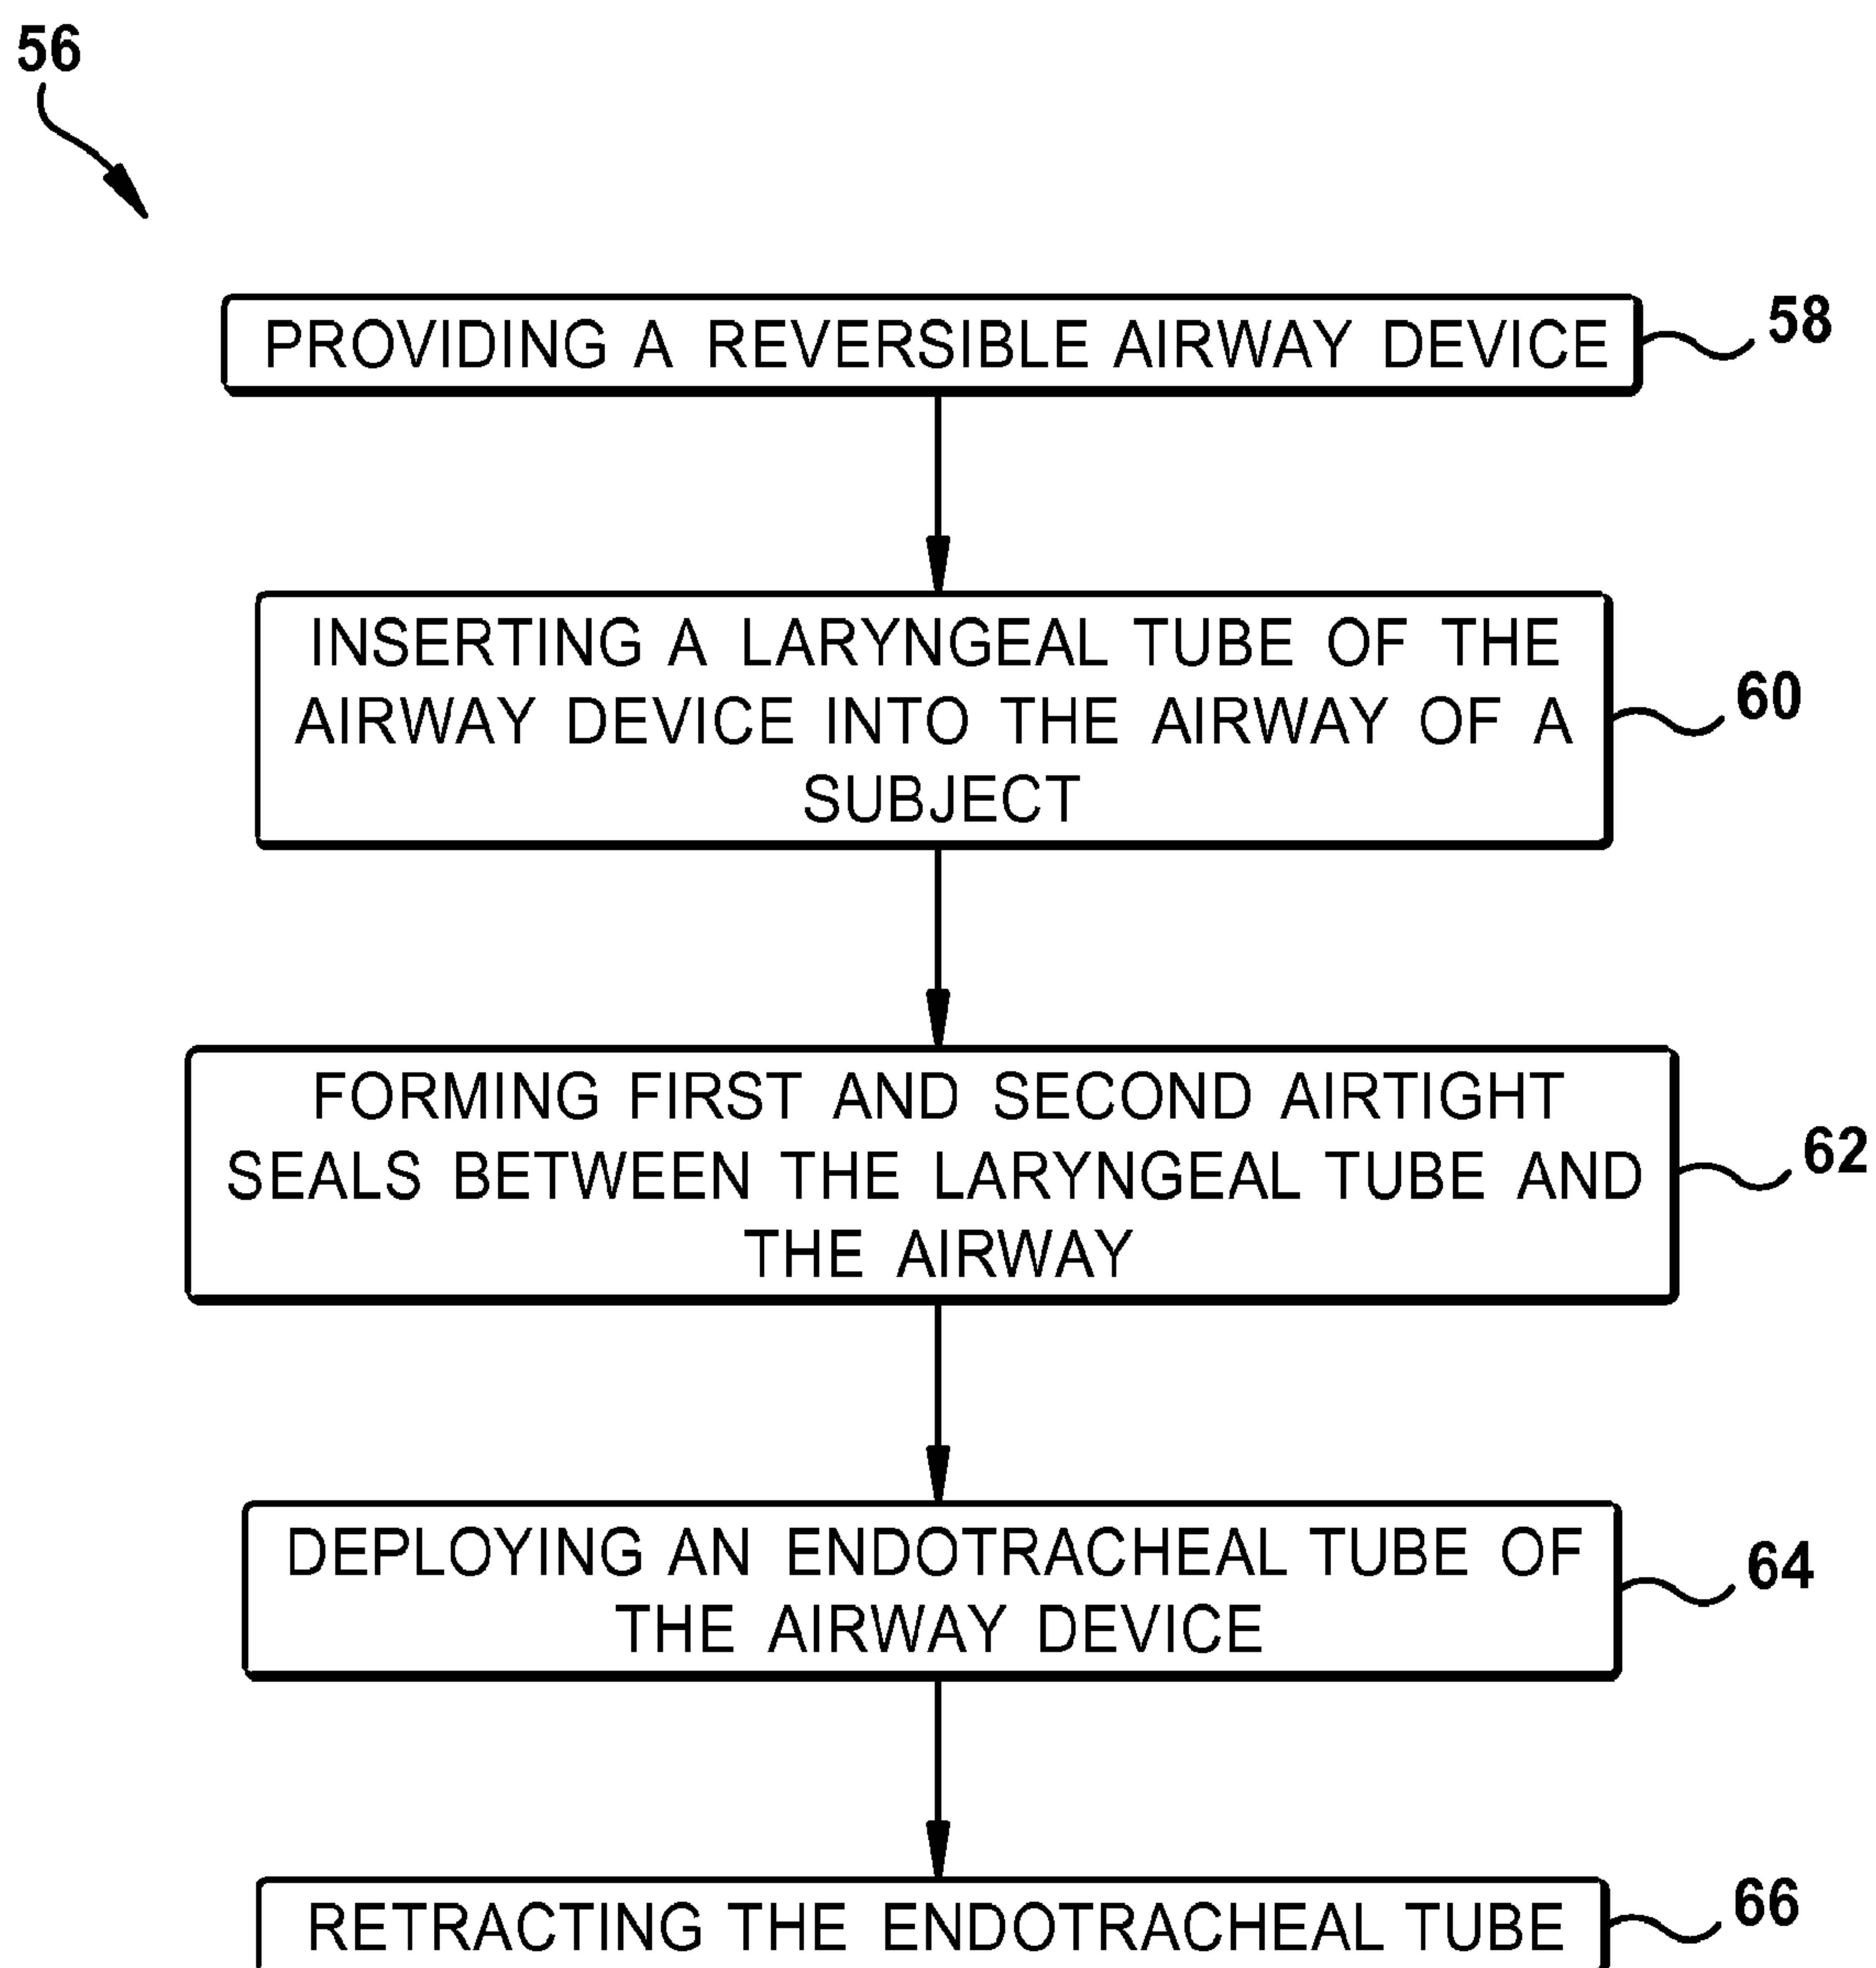 56
PROVIDING A REVERSIBLE AIRWAY DEVICE
58
INSERTING A LARYNGEAL TUBE OF THE
AIRWAY DEVICE INTO THE AIRWAY OF A
SUBJECT
60
FORMING FIRST AND SECOND AIRTIGHT
SEALS BETWEEN THE LARYNGEAL TUBE AND
THE AIRWAY
62
DEPLOYING AN ENDOTRACHEAL TUBE OF
THE AIRWAY DEVICE
64
RETRACTING THE ENDOTRACHEAL TUBE
66